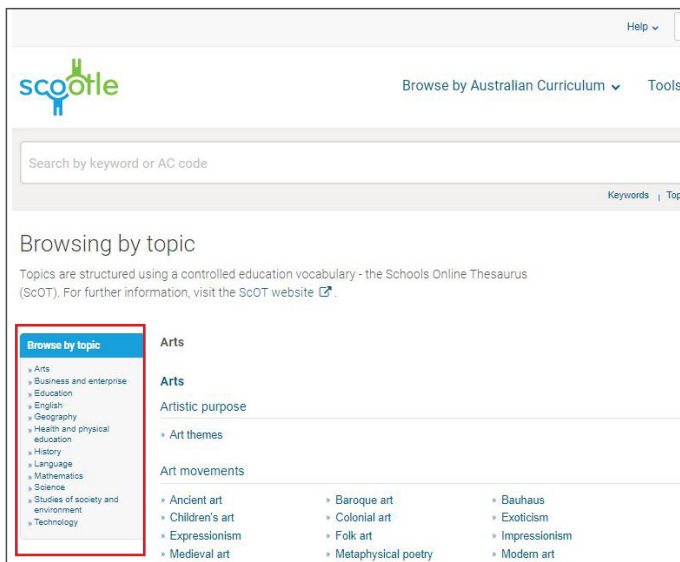 Help
scootle
Browse by Australian Curriculum Tools
Search by keyword or AC code
Keywords | Top
Browsing by topic
Topics are structured using a controlled education vocabulary - the Schools Online Thesaurus
(ScOT). For further information, visit the ScOT website .
Browse by topic
» Arts
» Business and enterprise
» Education
» English
» Geography
» Health and physical
education
» History
» Language
» Mathematics
» Science
» Studies of society and
environment
» Technology
Arts
Arts
Artistic purpose
» Art themes
Art movements
» Ancient art » Baroque art » Bauhaus
» Children's art » Colonial art » Exoticism
» Expressionism » Folk art » Impressionism
» Medieval art » Metaphysical poetry » Modern art